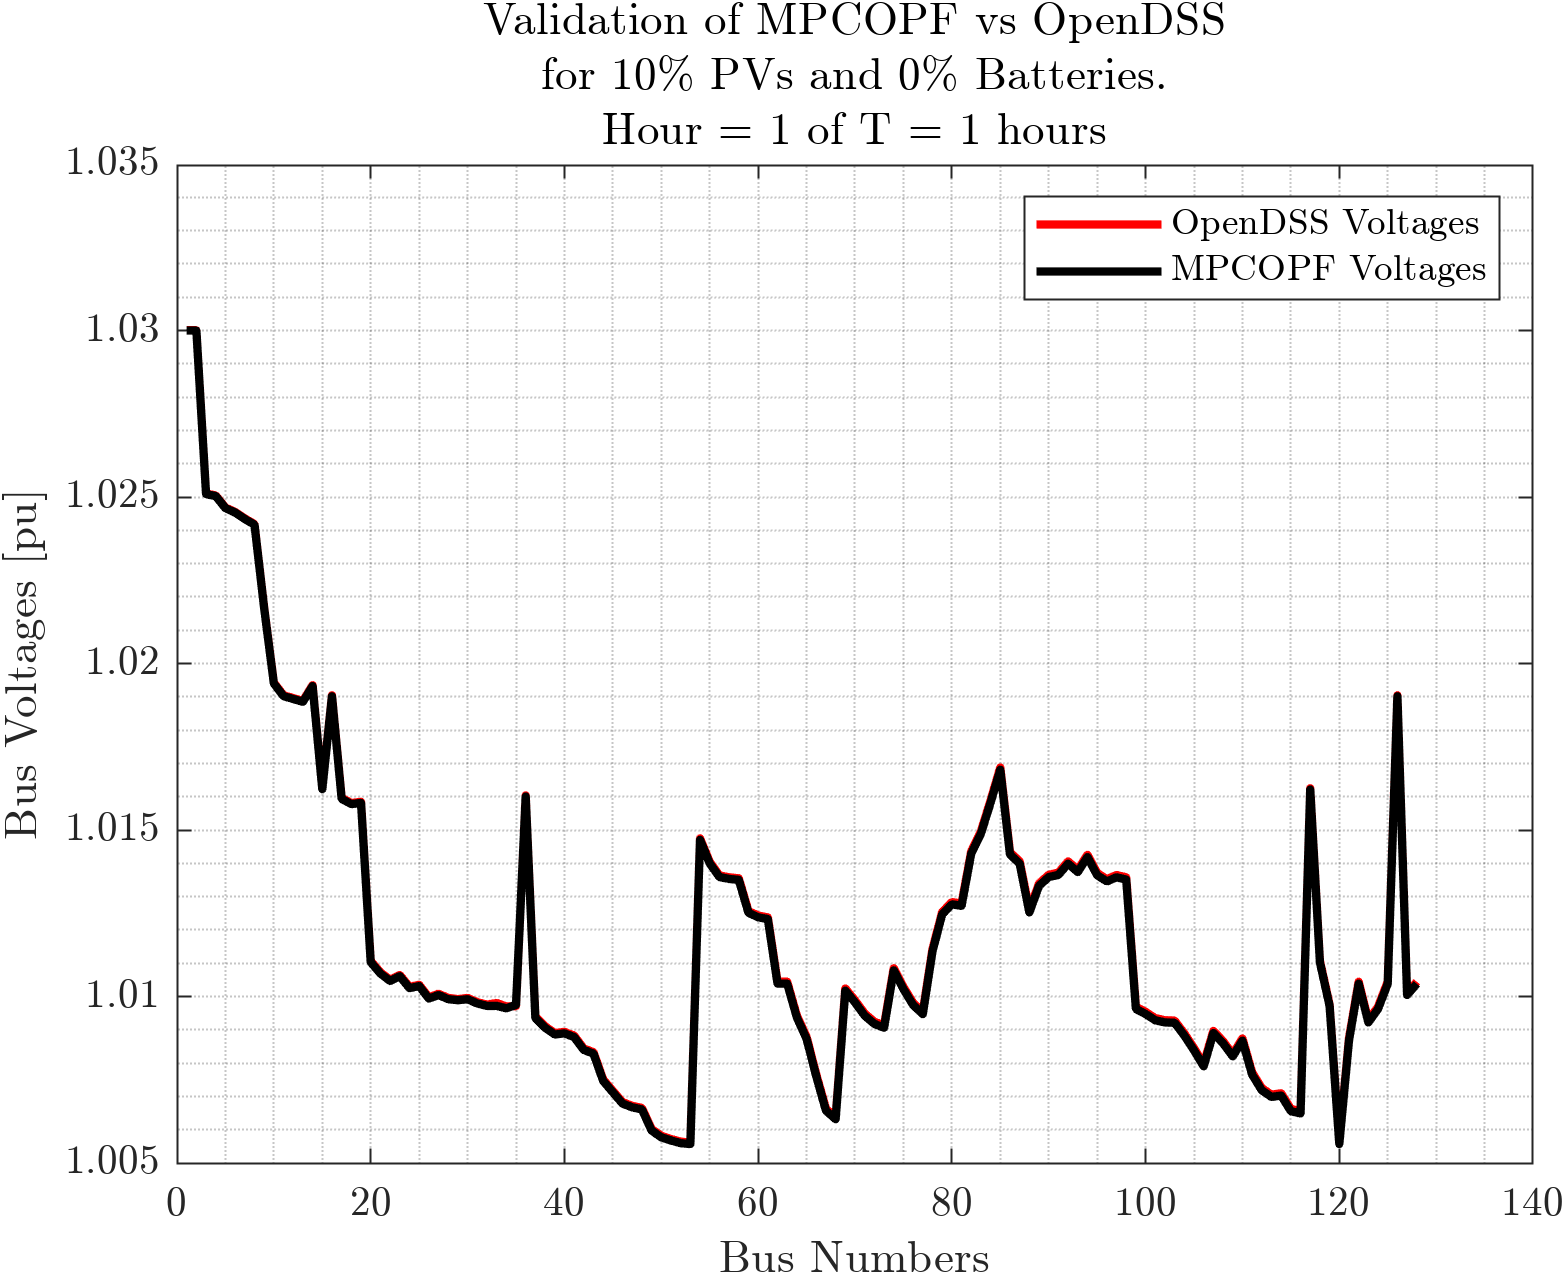 Validation of MPCOPF vs OpenDSS
for 10% PVs and 0% Batteries.
Hour = 1 of T = 1 hours
OpenDSS Voltages
MPCOPF Voltages
Bus Voltages [pu]
1.035
1.03
1.025
1.02
1.015
1.01
1.005
0 20 40 60 80 100 120 140
Bus Numbers